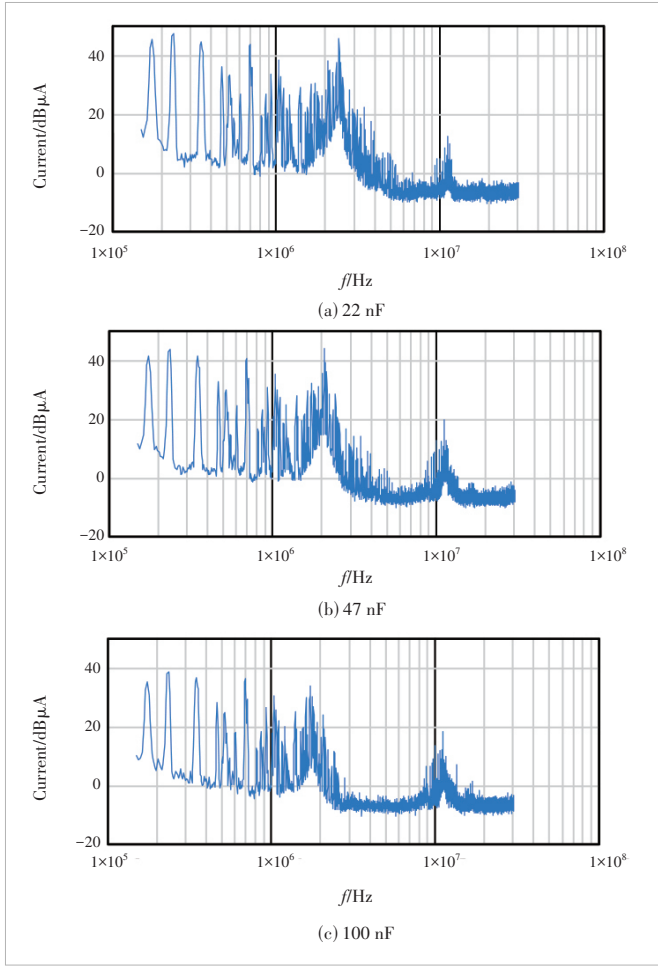 40
20
0
−20
Current/dBμA
1×10⁵ 1×10⁶ 1×10⁷ 1×10⁸
f/Hz
(a) 22 nF
40
20
0
−20
Current/dBμA
1×10⁵ 1×10⁶ 1×10⁷ 1×10⁸
f/Hz
(b) 47 nF
40
20
0
−20
Current/dBμA
1×10⁵ 1×10⁶ 1×10⁷ 1×10⁸
f/Hz
(c) 100 nF